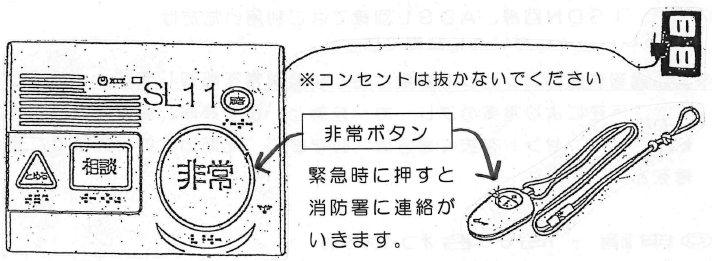 ※コンセントは抜かないでください
SL11
相談
とめる
非常
非常ボタン
緊急時に押すと
消防署に連絡が
いきます。